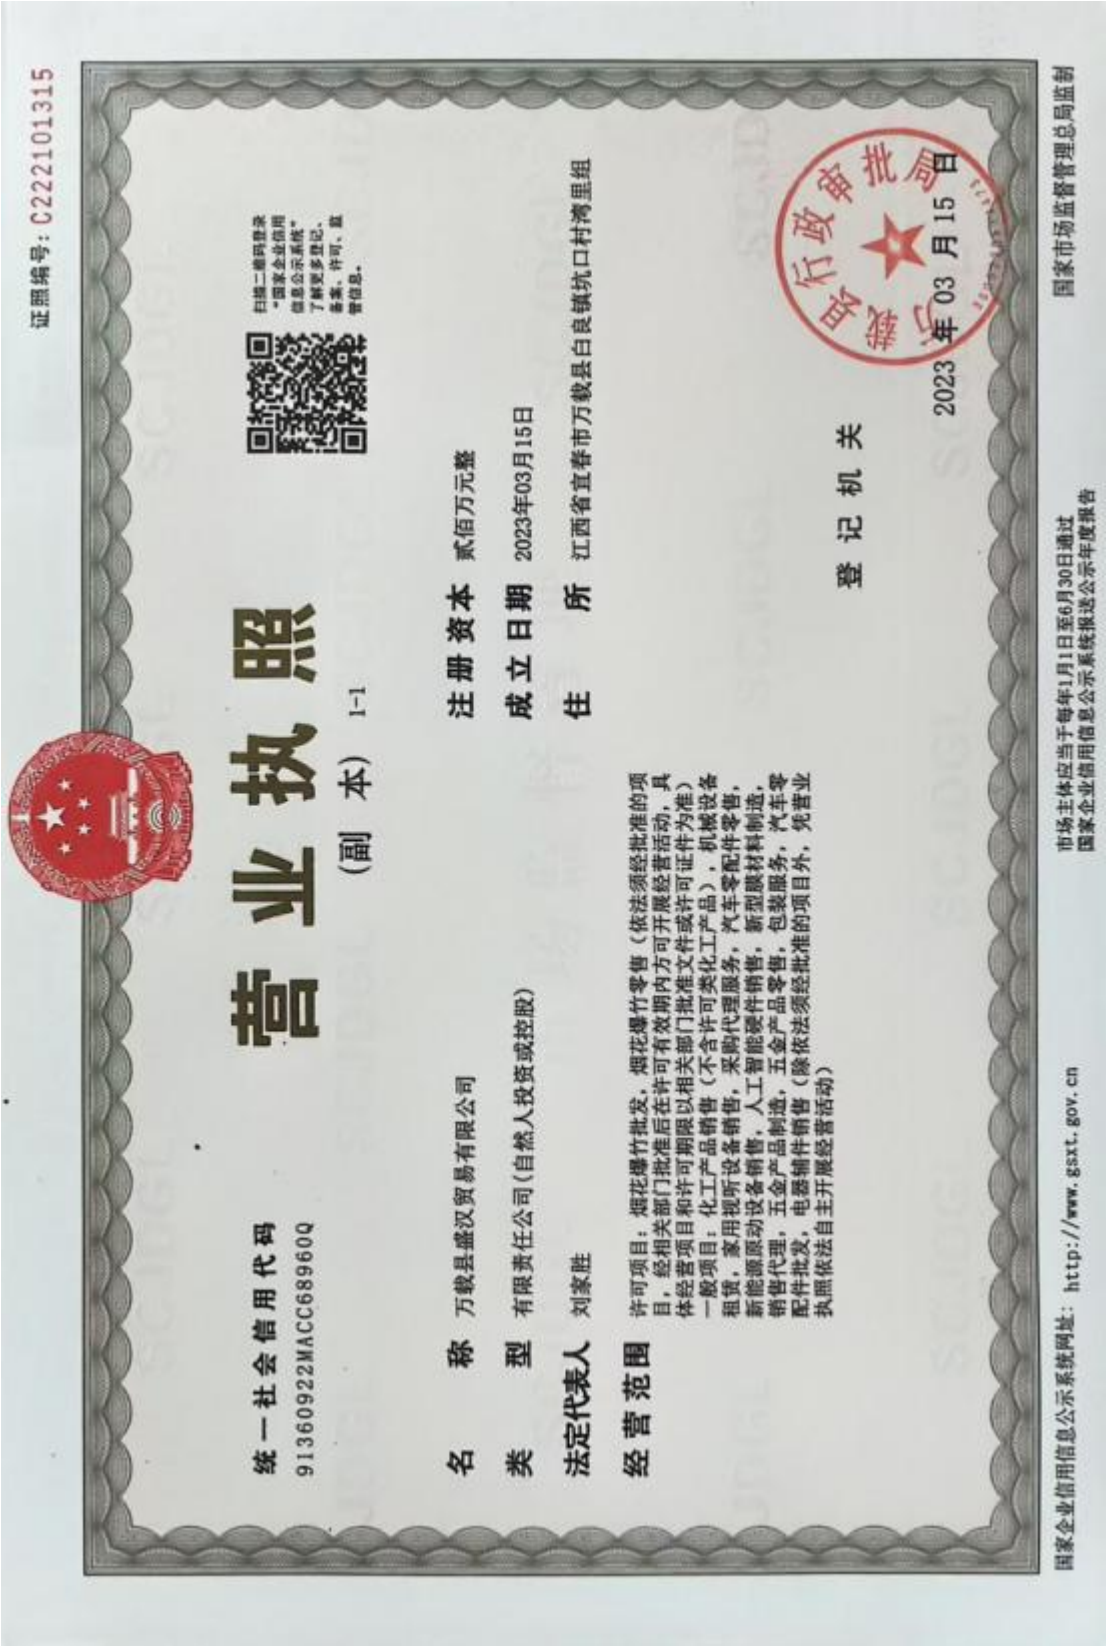 证照编号：C222101315
营业执照
（副 本） 1-1
统一社会信用代码
91360922MACC68960Q
扫描二维码登录
“国家企业信用
信息公示系统”
了解更多登记、
备案、许可、监
管信息。
名称 万载县盛汉贸易有限公司
类型 有限责任公司(自然人投资或控股)
法定代表人 刘家胜
经营范围 许可项目：烟花爆竹批发，烟花爆竹零售（依法须经批准的项
目，经相关部门批准后在许可有效期内方可开展经营活动，具
体经营项目和许可期限以相关部门批准文件或许可证件为准）
一般项目：化工产品销售（不含许可类化工产品），机械设备
租赁，家用视听设备销售，采购代理服务，汽车零配件零售，
新能源原动设备销售，人工智能硬件销售，新型膜材料制造，
销售代理，五金产品制造，五金产品零售，包装服务，汽车零
配件批发，电器辅件销售（除依法须经批准的项目外，凭营业
执照依法自主开展经营活动）
注册资本 贰佰万元整
成立日期 2023年03月15日
住所 江西省宜春市万载县白良镇坑口村湾里组
登记机关
万载县行政审批局
2023 年 03 月 15 日
国家企业信用信息公示系统网址：http://www.gsxt.gov.cn
市场主体应当于每年1月1日至6月30日通过
国家企业信用信息公示系统报送公示年度报告
国家市场监督管理总局监制